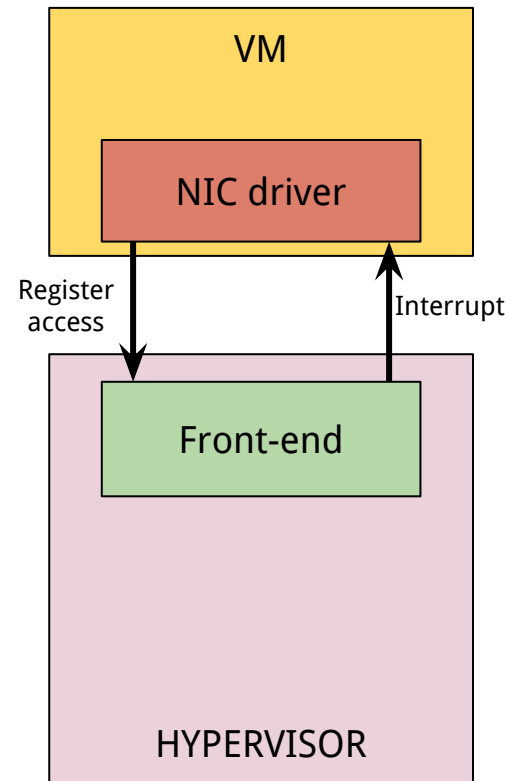 VM
NIC driver
Register
access
Interrupt
Front-end
HYPERVISOR